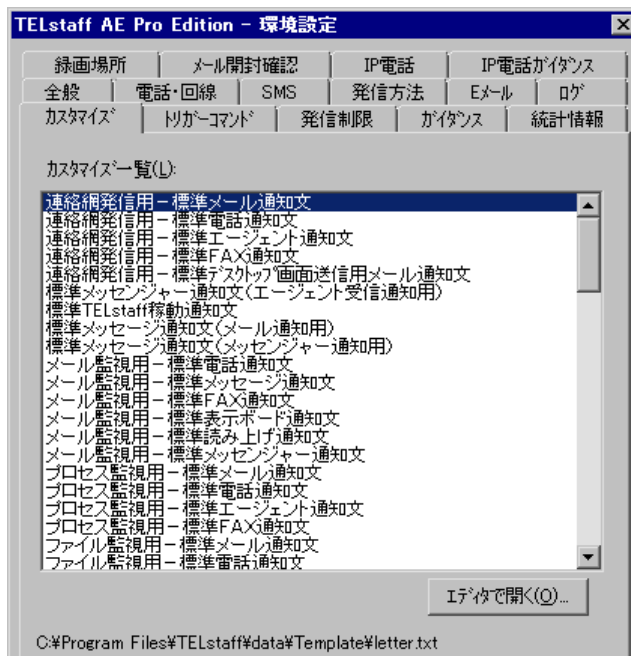 TELstaff AE Pro Edition － 環境設定
録画場所 メール開封確認 IP電話 IP電話ｶﾞｲﾀﾞﾝｽ
全般 電話・回線 SMS 発信方法 Eﾒｰﾙ ﾛｸﾞ
ｶｽﾀﾏｲｽﾞ ﾄﾘｶﾞｰｺﾏﾝﾄﾞ 発信制限 ｶﾞｲﾀﾞﾝｽ 統計情報
ｶｽﾀﾏｲｽﾞ一覧(L):
連絡網発信用－標準メール通知文
連絡網発信用－標準電話通知文
連絡網発信用－標準エージェント通知文
連絡網発信用－標準FAX通知文
連絡網発信用－標準ﾃﾞｽｸﾄｯﾌﾟ画面送信用メール通知文
標準メッセンジャー通知文(エージェント受信通知用)
標準TELstaff稼動通知文
標準メッセージ通知文(メール通知用)
標準メッセージ通知文(メッセンジャー通知用)
メール監視用－標準電話通知文
メール監視用－標準メッセージ通知文
メール監視用－標準FAX通知文
メール監視用－標準表示ボード通知文
メール監視用－標準読み上げ通知文
メール監視用－標準メッセンジャー通知文
プロセス監視用－標準メール通知文
プロセス監視用－標準電話通知文
プロセス監視用－標準エージェント通知文
プロセス監視用－標準FAX通知文
ファイル監視用－標準メール通知文
ファイル監視用－標準電話通知文
ｴﾃﾞｨﾀで開く(O)...
C:¥Program Files¥TELstaff¥data¥Template¥letter.txt